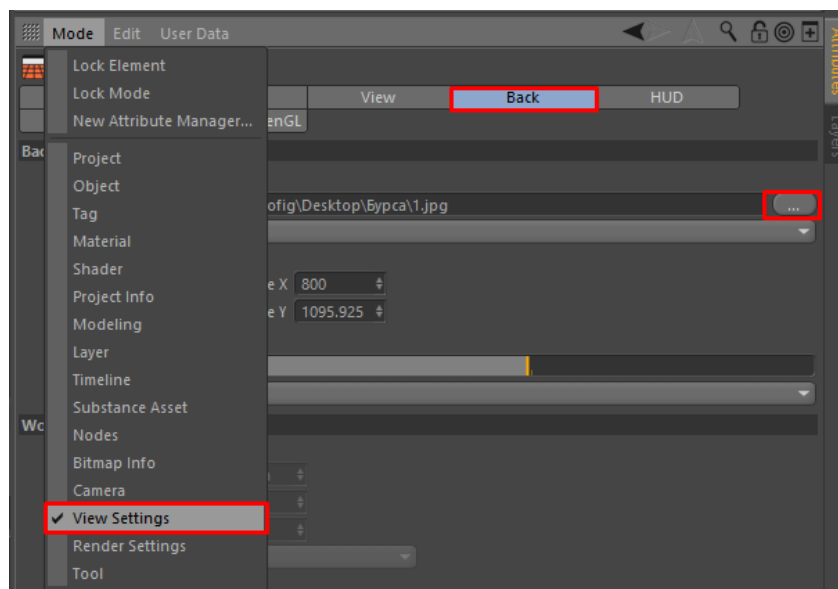 Mode Edit User Data
Lock Element
Lock Mode
New Attribute Manager...
View Back HUD
enGL
Bac
Project
Object
Tag
ofig\Desktop\Бурса\1.jpg ...
Material
Shader
Project Info
e X 800
e Y 1095.925
Modeling
Layer
Timeline
Substance Asset
Wo
Nodes
Bitmap Info
Camera
View Settings
Render Settings
Tool
Attributes
Layers